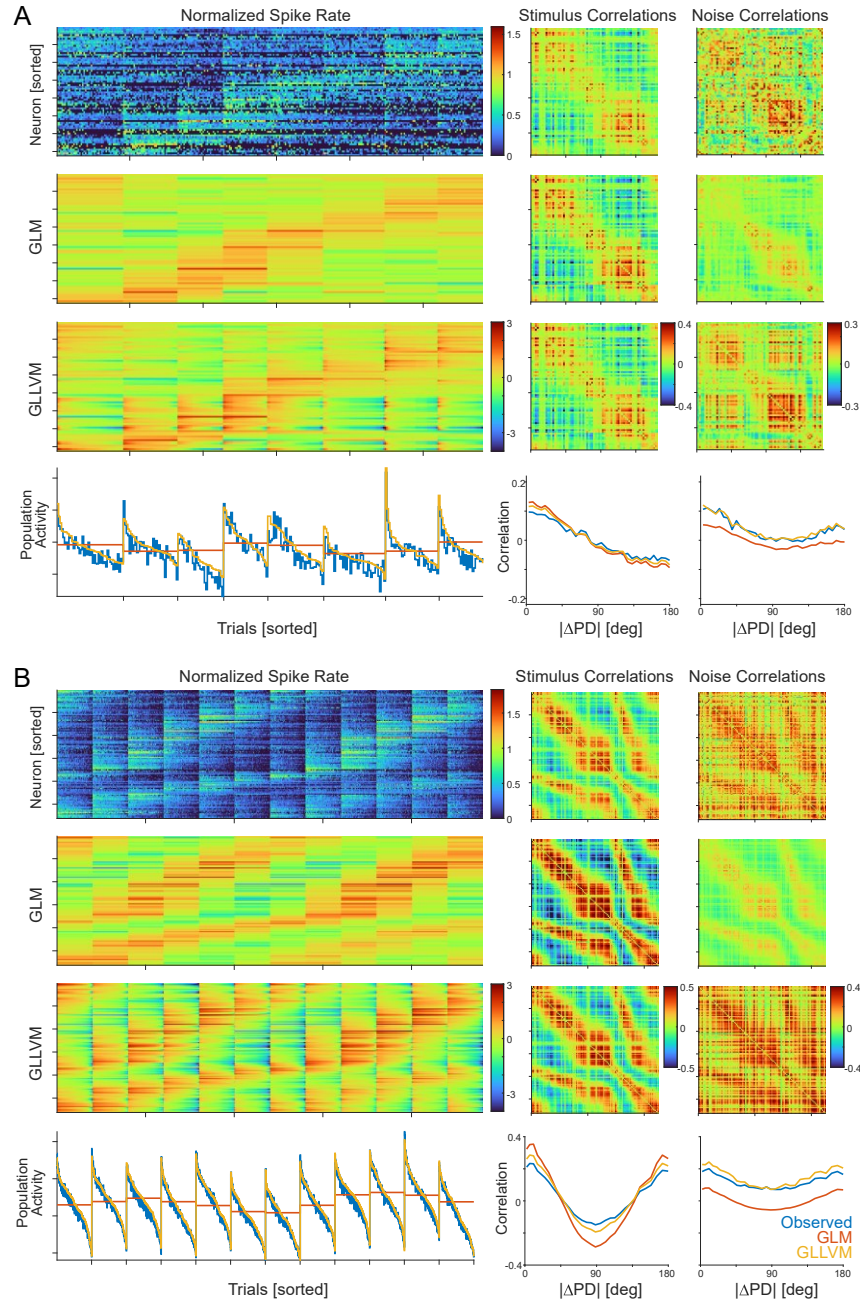 A
Normalized Spike Rate
Stimulus Correlations
Noise Correlations
Neuron [sorted]
1.5
1
0.5
0
GLM
GLLVM
3
0
-3
0.4
-0.4
0.3
-0.3
Population
Activity
Correlation
0.2
0
-0.2
0
90
180
0
90
180
Trials [sorted]
|ΔPD| [deg]
|ΔPD| [deg]
B
Normalized Spike Rate
Stimulus Correlations
Noise Correlations
Neuron [sorted]
1.5
1
0.5
0
GLM
GLLVM
3
0
-3
0.5
0
-0.5
0.4
0
-0.4
Population
Activity
Correlation
0.4
0
-0.4
Observed
GLM
GLLVM
0
90
180
0
90
180
Trials [sorted]
|ΔPD| [deg]
|ΔPD| [deg]